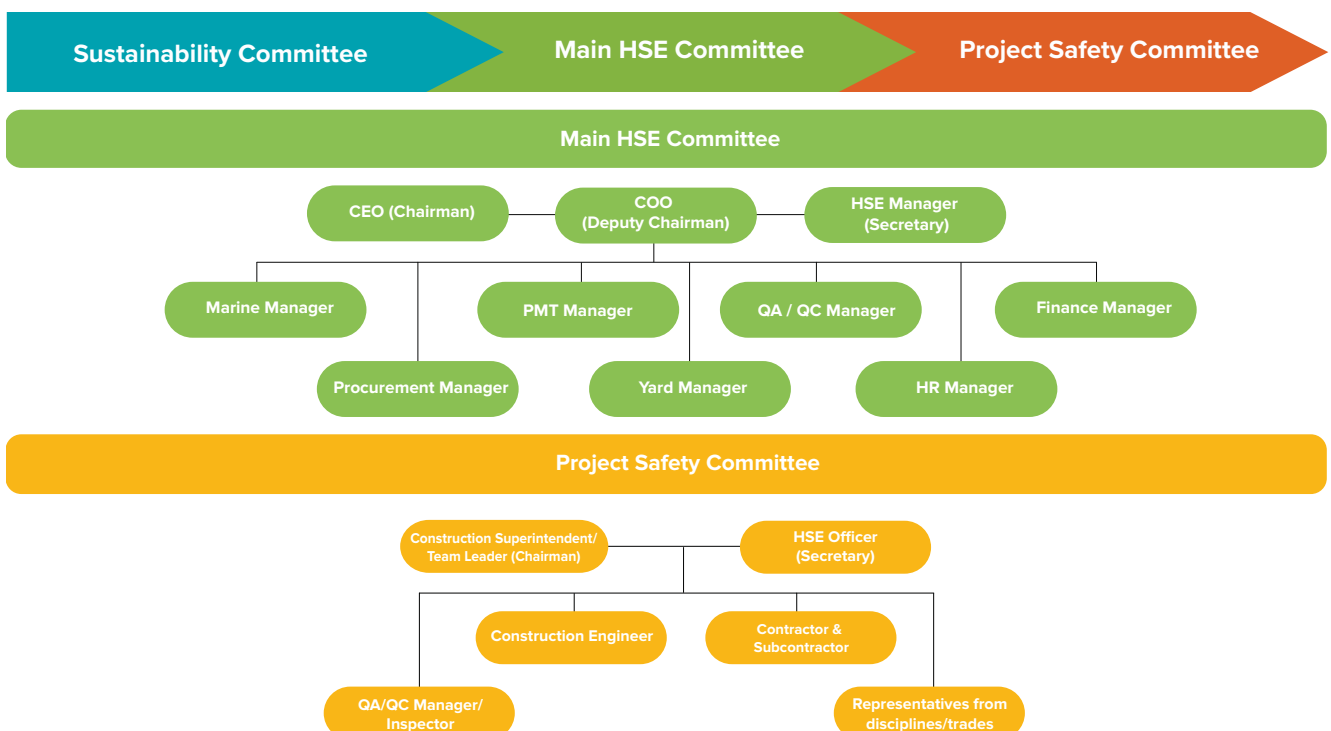 Sustainability Committee
Main HSE Committee
Project Safety Committee
Main HSE Committee
CEO (Chairman)
COO
(Deputy Chairman)
HSE Manager
(Secretary)
Marine Manager
PMT Manager
QA / QC Manager
Finance Manager
Procurement Manager
Yard Manager
HR Manager
Project Safety Committee
Construction Superintendent/
Team Leader (Chairman)
HSE Officer
(Secretary)
Construction Engineer
Contractor &
Subcontractor
QA/QC Manager/
Inspector
Representatives from
disciplines/trades